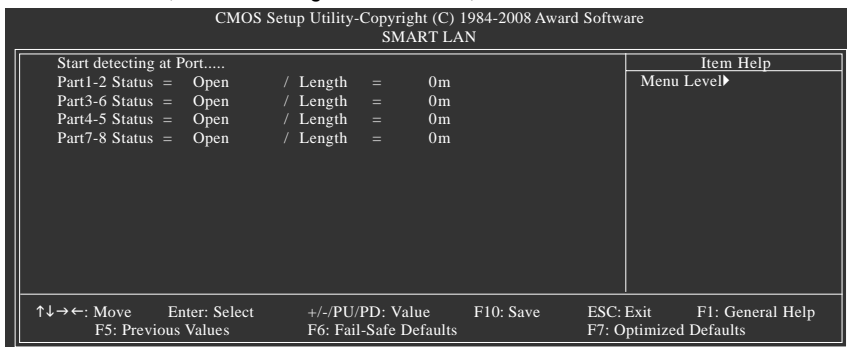 CMOS Setup Utility-Copyright (C) 1984-2008 Award Software
SMART LAN
Start detecting at Port.....
Part1-2 Status = Open / Length = 0m
Part3-6 Status = Open / Length = 0m
Part4-5 Status = Open / Length = 0m
Part7-8 Status = Open / Length = 0m
Item Help
Menu Level▶
↑↓→←: Move Enter: Select +/-/PU/PD: Value F10: Save ESC: Exit F1: General Help
F5: Previous Values F6: Fail-Safe Defaults F7: Optimized Defaults